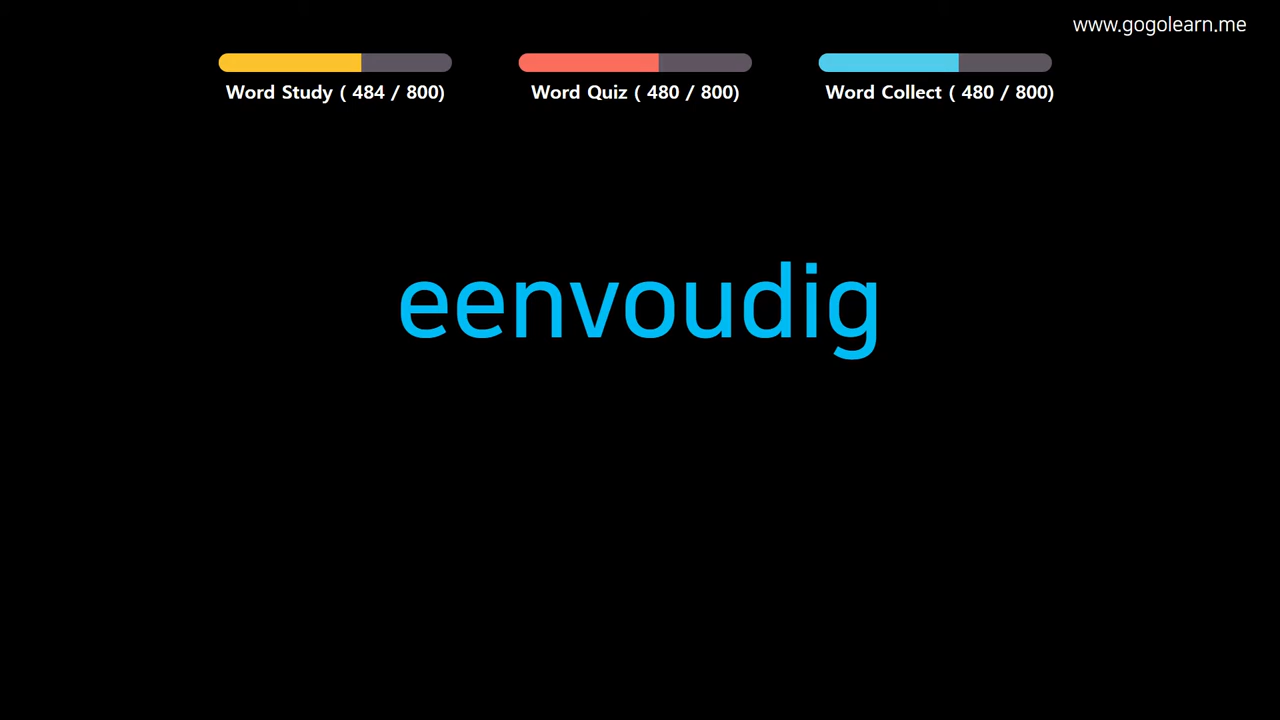 www.gogolearn.me
Word Study ( 484 / 800)
Word Quiz ( 480 / 800)
Word Collect ( 480 / 800)
eenvoudig